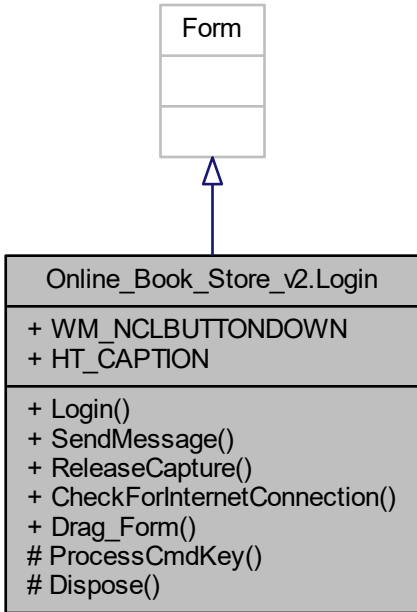 Form
Online_Book_Store_v2.Login
+ WM_NCLBUTTONDOWN
+ HT_CAPTION
+ Login()
+ SendMessage()
+ ReleaseCapture()
+ CheckForInternetConnection()
+ Drag_Form()
# ProcessCmdKey()
# Dispose()